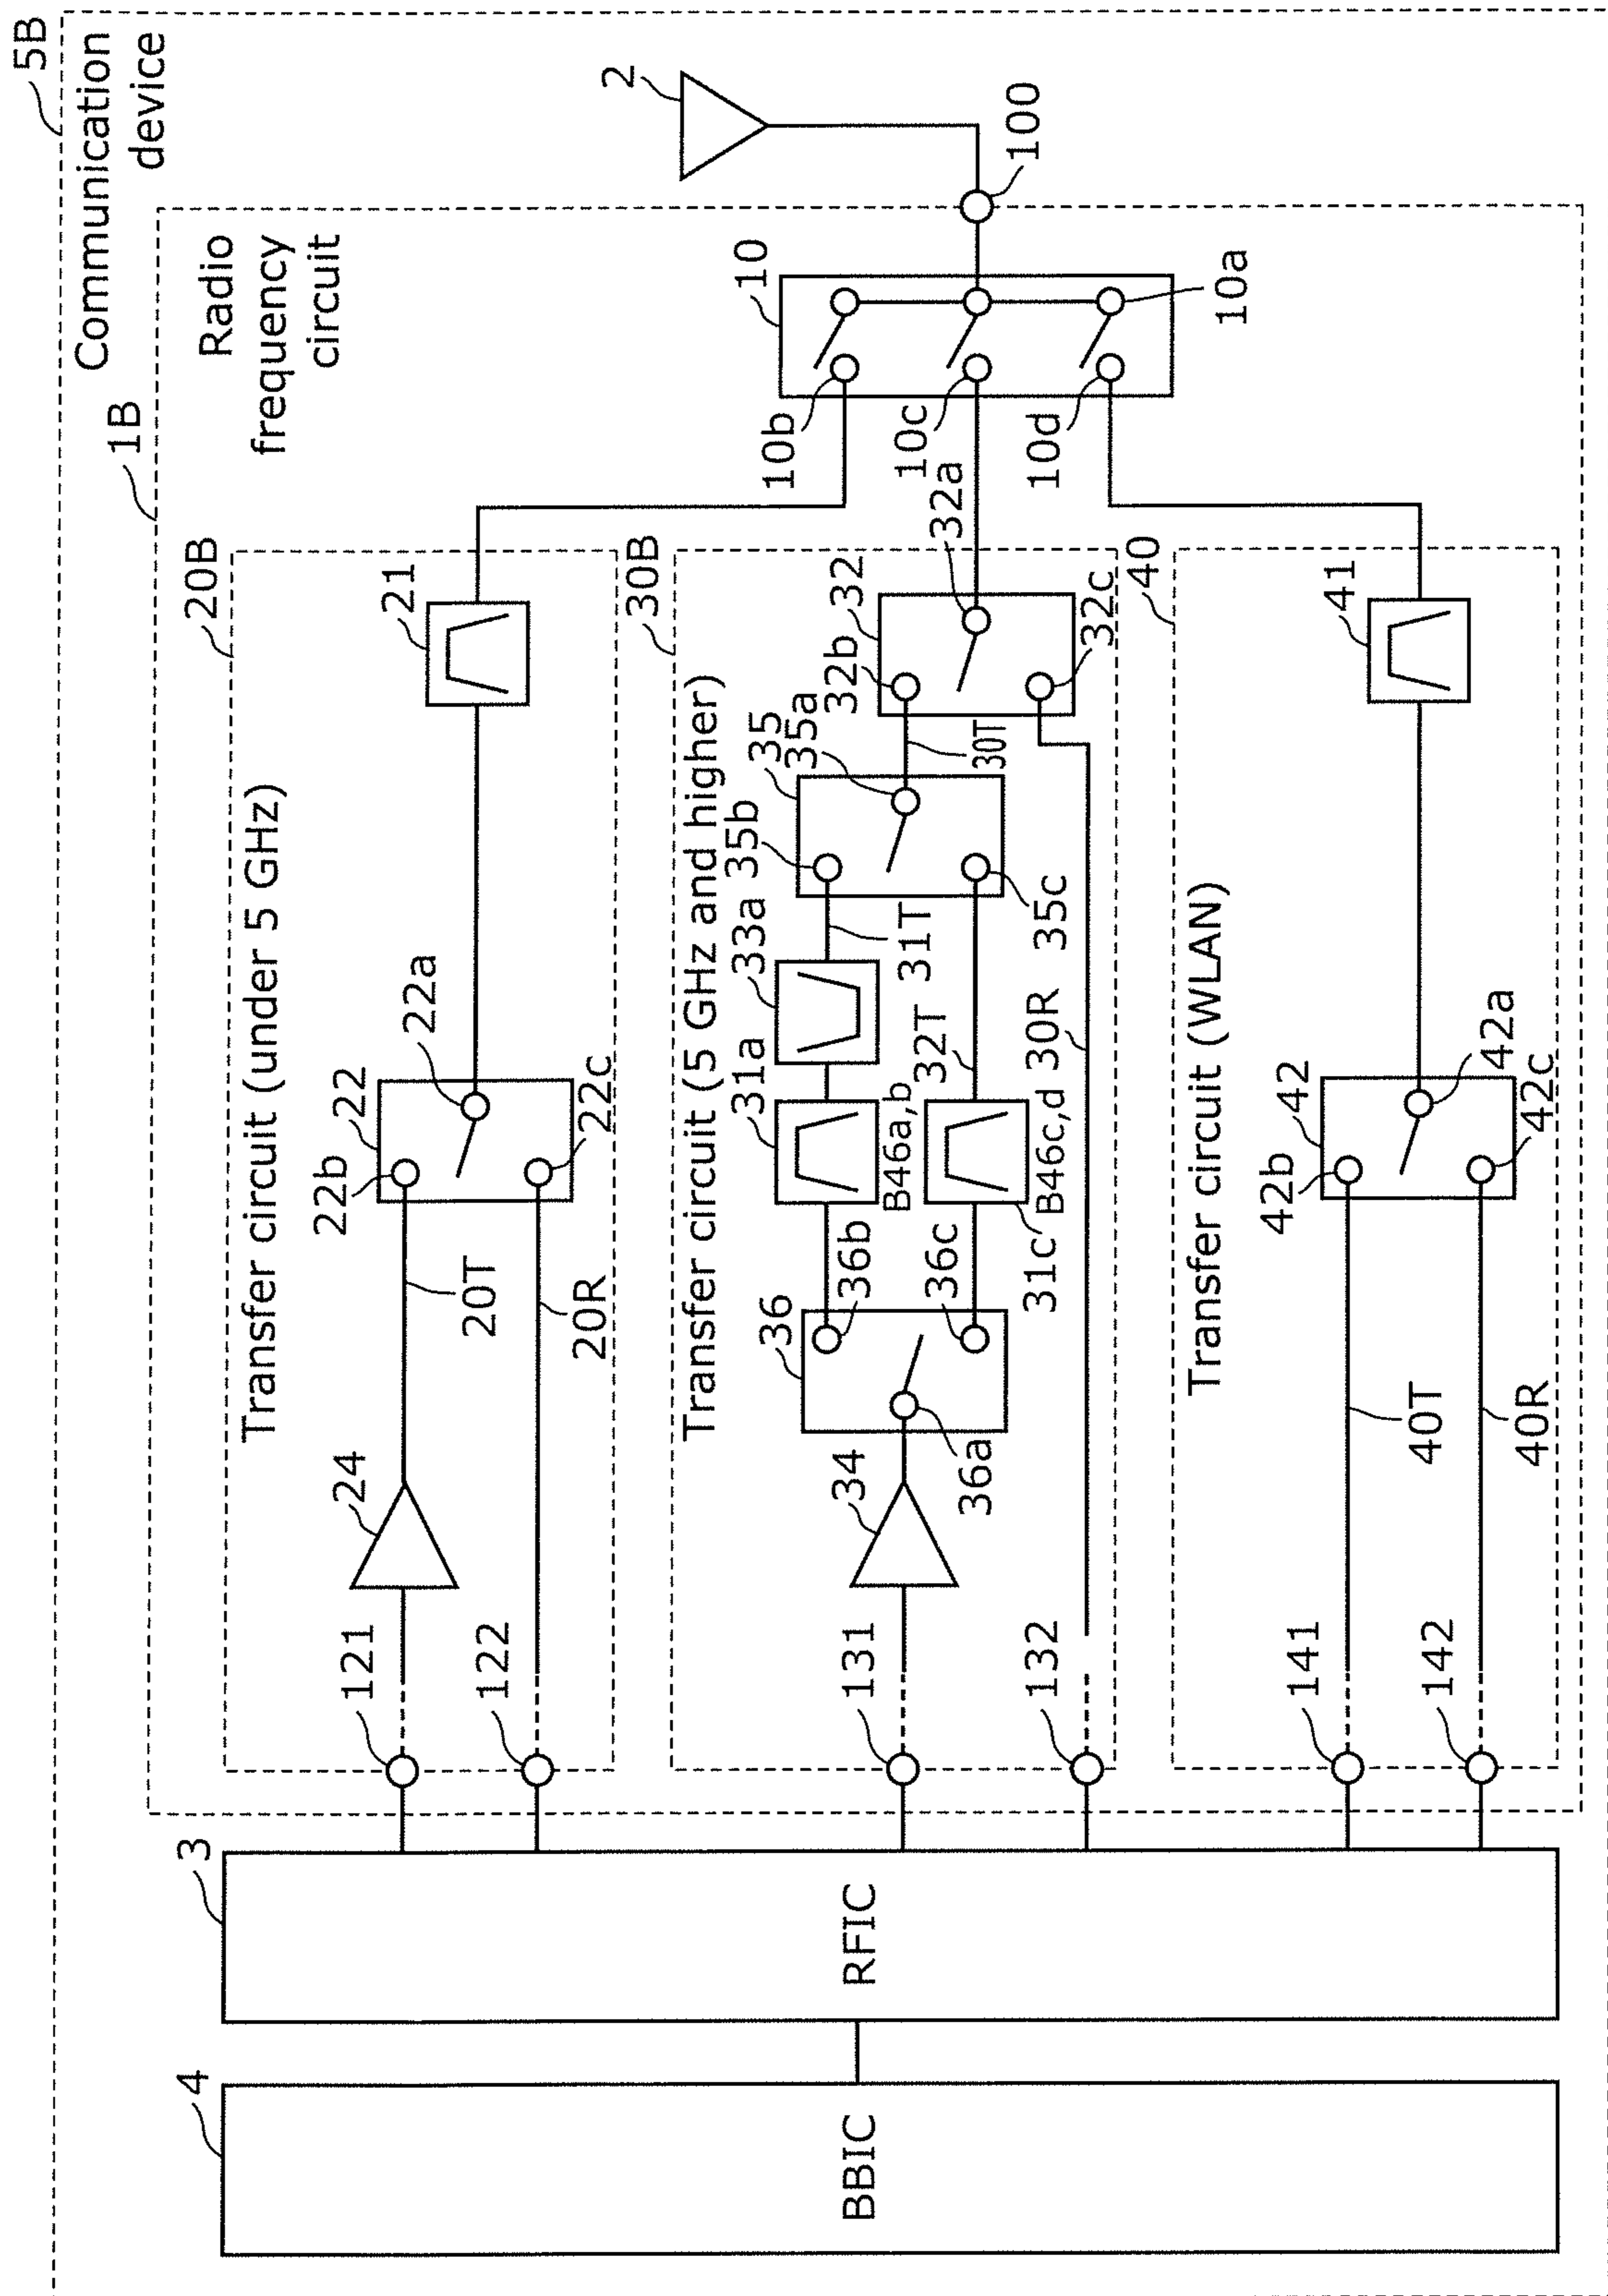 5B
Communication
device
1B
Radio
frequency
circuit
2
100
10
10a
10b
10c
10d
20B
Transfer circuit (under 5 GHz)
21
22
22a
22b
22c
24
20T
20R
121
122
30B
Transfer circuit (5 GHz and higher)
32
32a
32b
32c
30T
35
35a
35b
35c
33a
31T
31a
B46a,b
32T
30R
B46c,d
31c
36
36b
36c
36a
34
131
132
40
Transfer circuit (WLAN)
41
42
42a
42b
42c
40T
40R
141
142
3
RFIC
4
BBIC